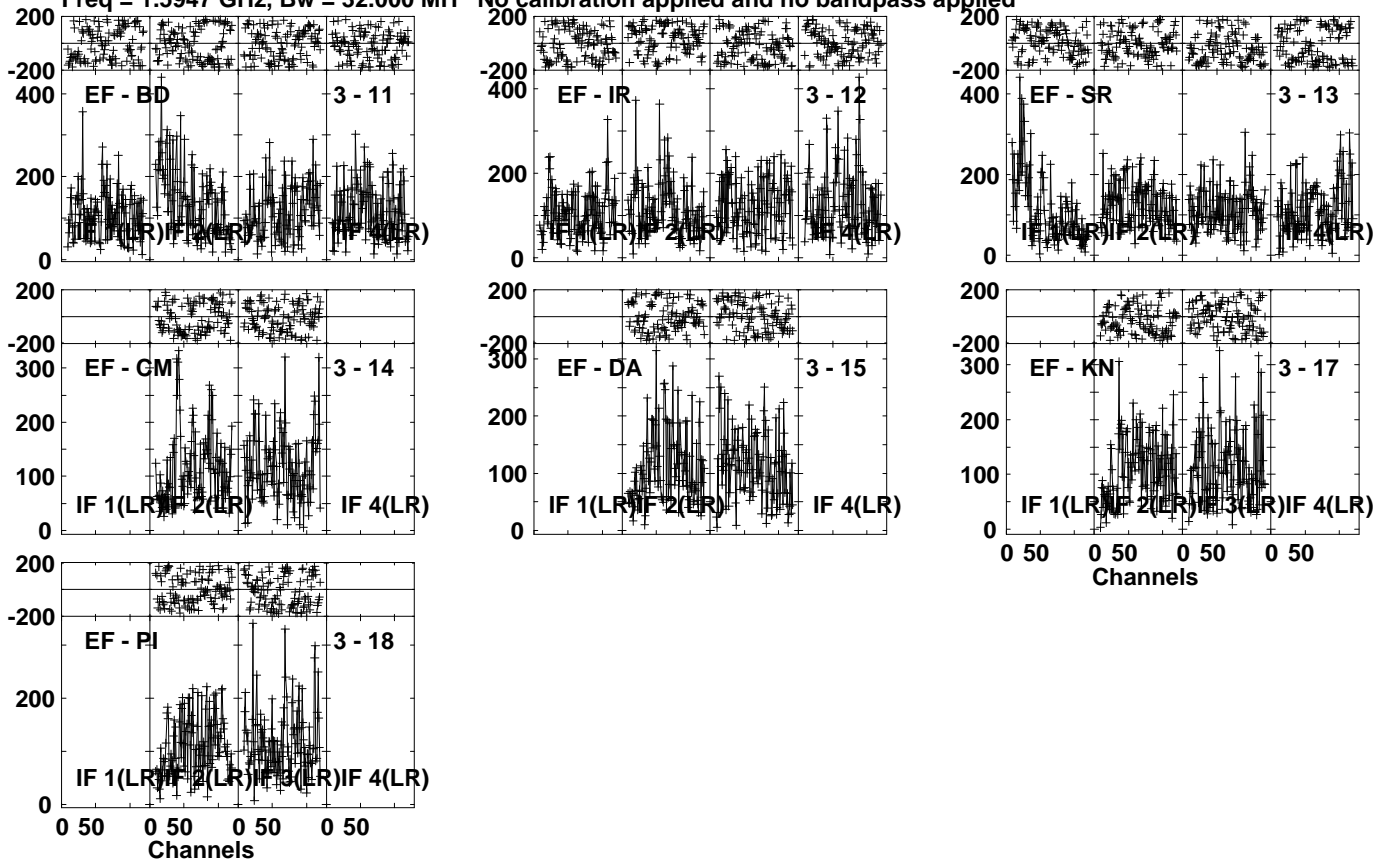 Freq = 1.5947 GHz, Bw = 32.000 MH No calibration applied and no bandpass applied
200 200 200
-200 -200 -200
400 EF - BD 3 - 11 400 EF - IR 3 - 12 400 EF - SR 3 - 13
200 200 200
IF 1(LR) IF 2(LR) IF 4(LR) IF 1(LR) IF 2(LR) IF 4(LR) IF 1(LR) IF 2(LR) IF 4(LR)
0 0 0
200 200 200
-200 -200 -200
300 EF - CM 3 - 14 300 EF - DA 3 - 15 300 EF - KN 3 - 17
200 200 200
100 100 100
IF 1(LR) IF 2(LR) IF 4(LR) IF 1(LR) IF 2(LR) IF 4(LR) IF 1(LR) IF 2(LR) IF 3(LR) IF 4(LR)
0 0 0
0 50 0 50 0 50 0 50
Channels
200
-200
EF - PI 3 - 18
200
IF 1(LR) IF 2(LR) IF 3(LR) IF 4(LR)
0
0 50 0 50 0 50 0 50
Channels